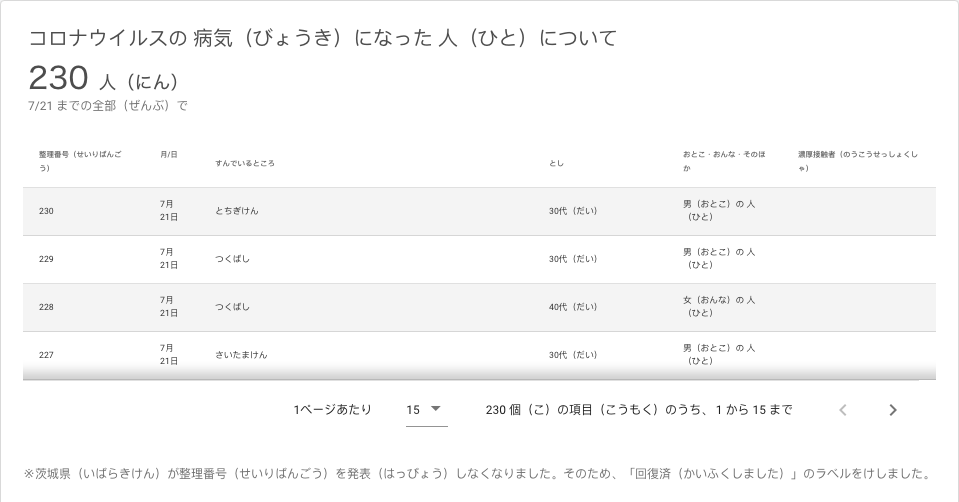 コロナウイルスの 病気（びょうき）になった 人（ひと）について
230 人（にん）
7/21 までの全部（ぜんぶ）で
整理番号（せいりばんご
う）
月/日
すんでいるところ
とし
おとこ・おんな・そのほ
か
濃厚接触者（のうこうせっしょくし
ゃ）
230
7月
21日
とちぎけん
30代（だい）
男（おとこ）の 人
（ひと）
229
7月
21日
つくばし
30代（だい）
男（おとこ）の 人
（ひと）
228
7月
21日
つくばし
40代（だい）
女（おんな）の 人
（ひと）
227
7月
21日
さいたまけん
30代（だい）
男（おとこ）の 人
（ひと）
1ページあたり
15
230 個（こ）の項目（こうもく）のうち、 1 から 15 まで
※茨城県（いばらきけん）が整理番号（せいりばんごう）を発表（はっぴょう）しなくなりました。そのため、「回復済（かいふくしました）」のラベルをけしました。